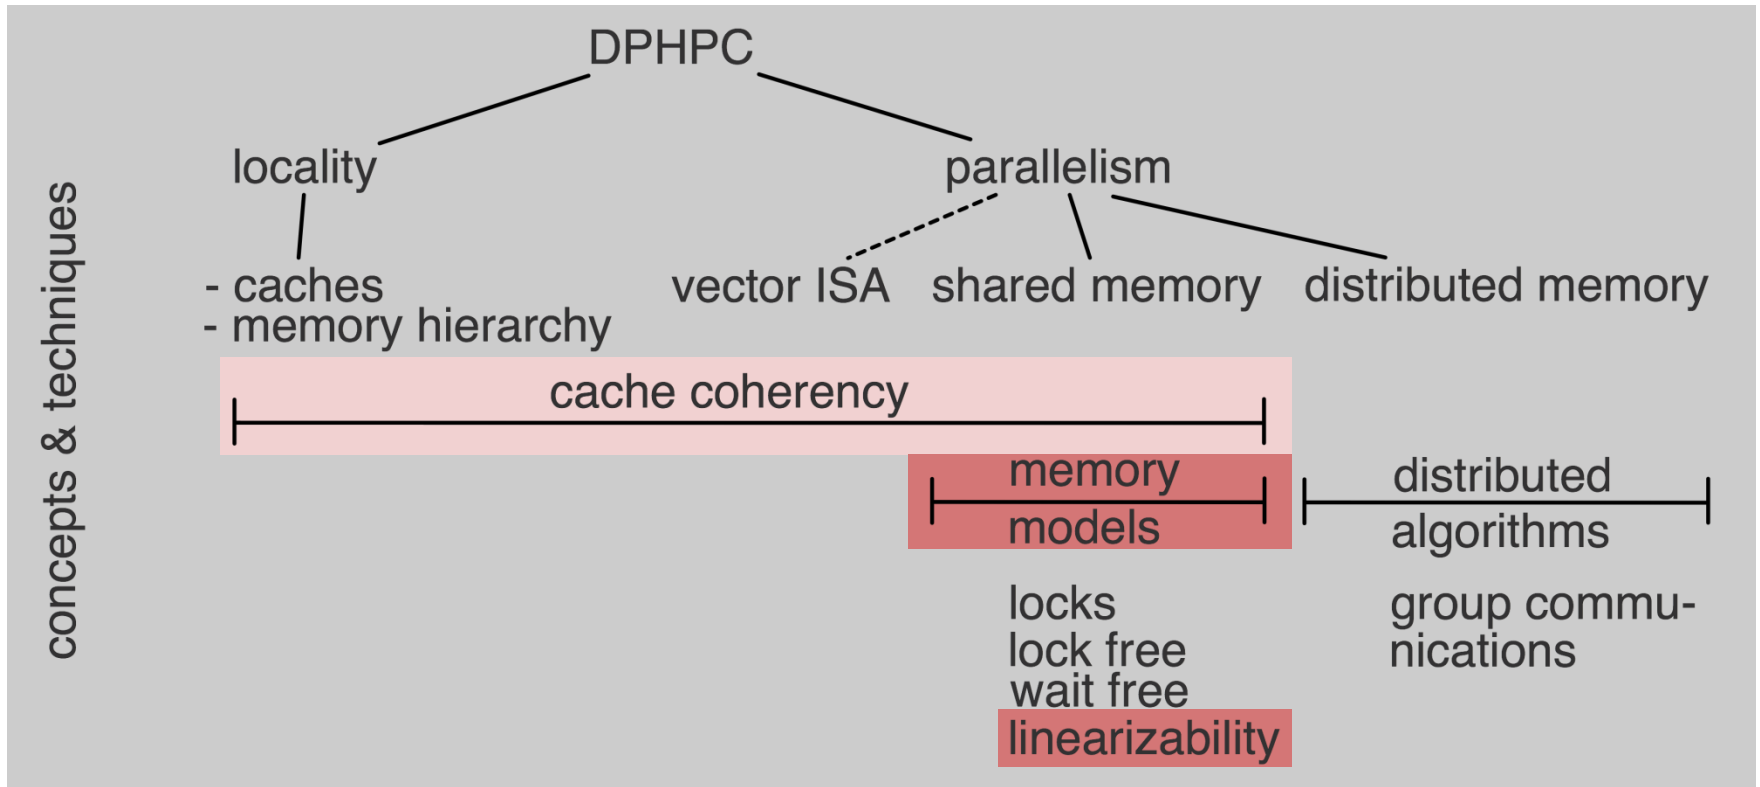 DPHPC
locality
parallelism
- caches
- memory hierarchy
vector ISA
shared memory
distributed memory
concepts & techniques
cache coherency
memory
models
distributed
algorithms
locks
lock free
wait free
linearizability
group commu-
nications